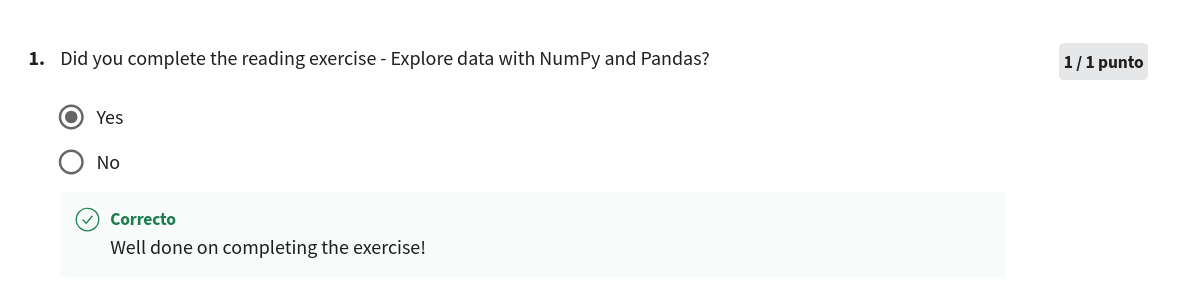 1. Did you complete the reading exercise - Explore data with NumPy and Pandas?
1 / 1 punto
Yes
No
Correcto
Well done on completing the exercise!